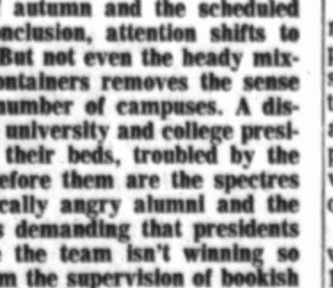 autumn and the scheduled
nclusion, attention shifts to
But not even the heady mix-
ontainers removes the sense
number of campuses. A dis-
university and college presi-
their beds, troubled by the
efore them are the spectres
cally angry alumni and the
s demanding that presidents
the team isn't winning so
m the supervision of bookish